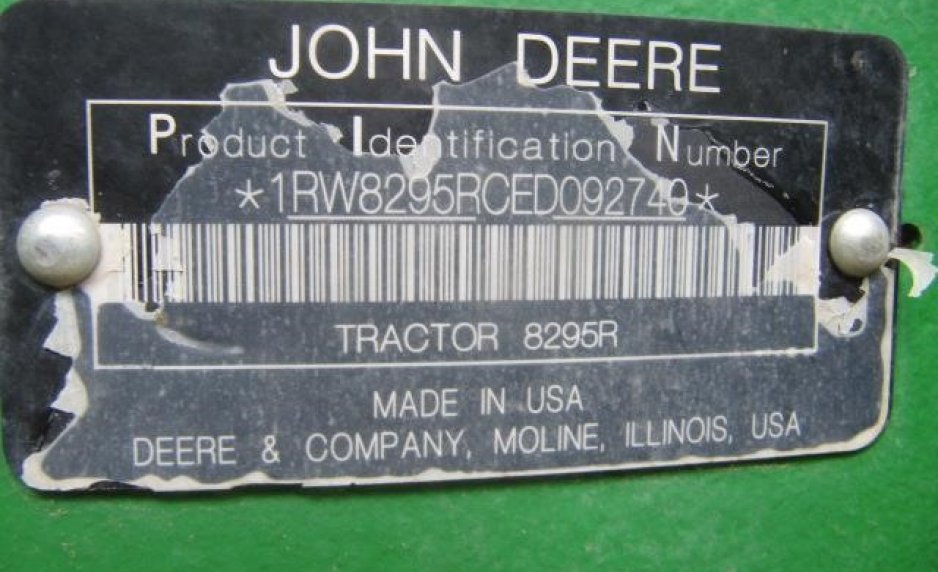 JOHN DEERE
Product Identification Number
*1RW8295RCED092740*
TRACTOR 8295R
MADE IN USA
DEERE & COMPANY, MOLINE, ILLINOIS, USA